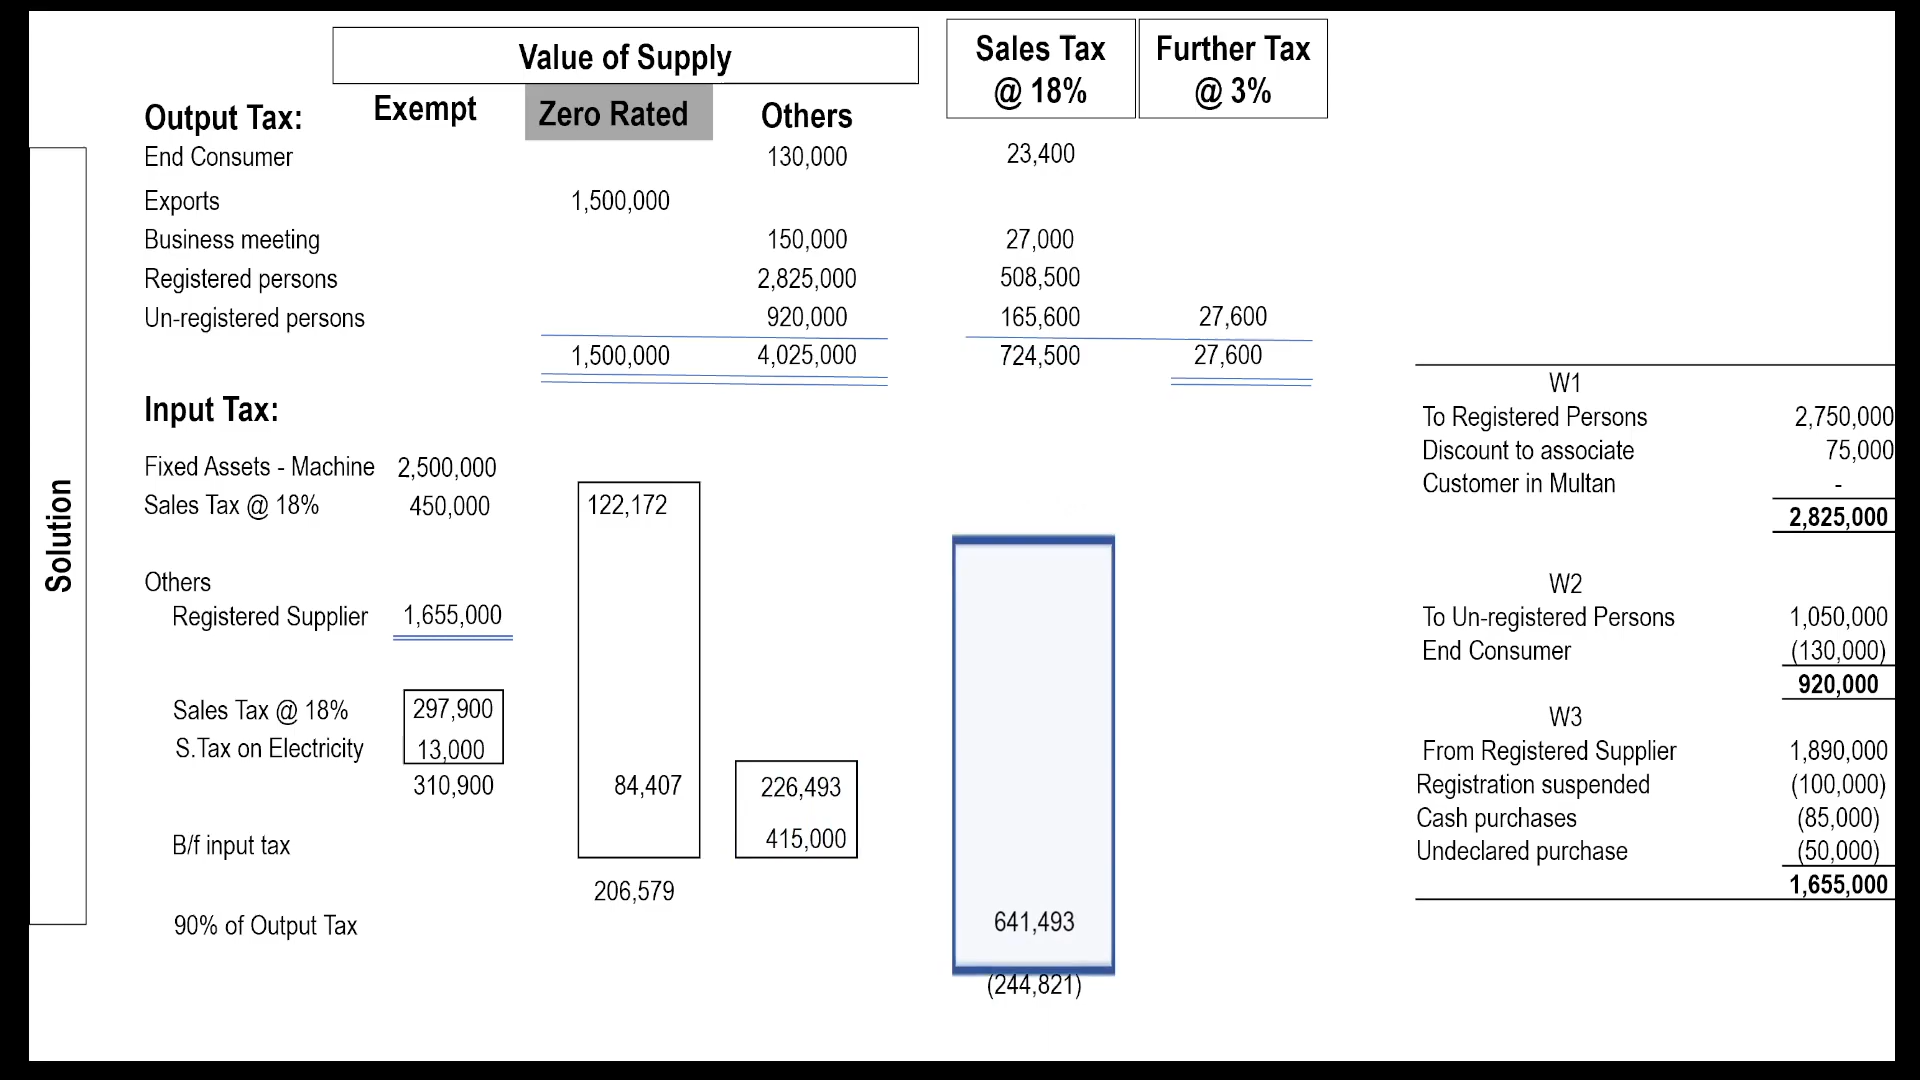 Value of Supply
Sales Tax @ 18%
Further Tax @ 3%
Output Tax: Exempt Zero Rated Others
End Consumer 130,000 23,400
Exports 1,500,000
Business meeting 150,000 27,000
Registered persons 2,825,000 508,500
Un-registered persons 920,000 165,600 27,600
1,500,000 4,025,000 724,500 27,600
Input Tax:
Fixed Assets - Machine 2,500,000
Sales Tax @ 18% 450,000 122,172
Others
Registered Supplier 1,655,000
Sales Tax @ 18% 297,900
S.Tax on Electricity 13,000
310,900 84,407 226,493
B/f input tax 415,000
206,579
90% of Output Tax 641,493
(244,821)
Solution
W1
To Registered Persons 2,750,000
Discount to associate 75,000
Customer in Multan -
2,825,000
W2
To Un-registered Persons 1,050,000
End Consumer (130,000)
920,000
W3
From Registered Supplier 1,890,000
Registration suspended (100,000)
Cash purchases (85,000)
Undeclared purchase (50,000)
1,655,000